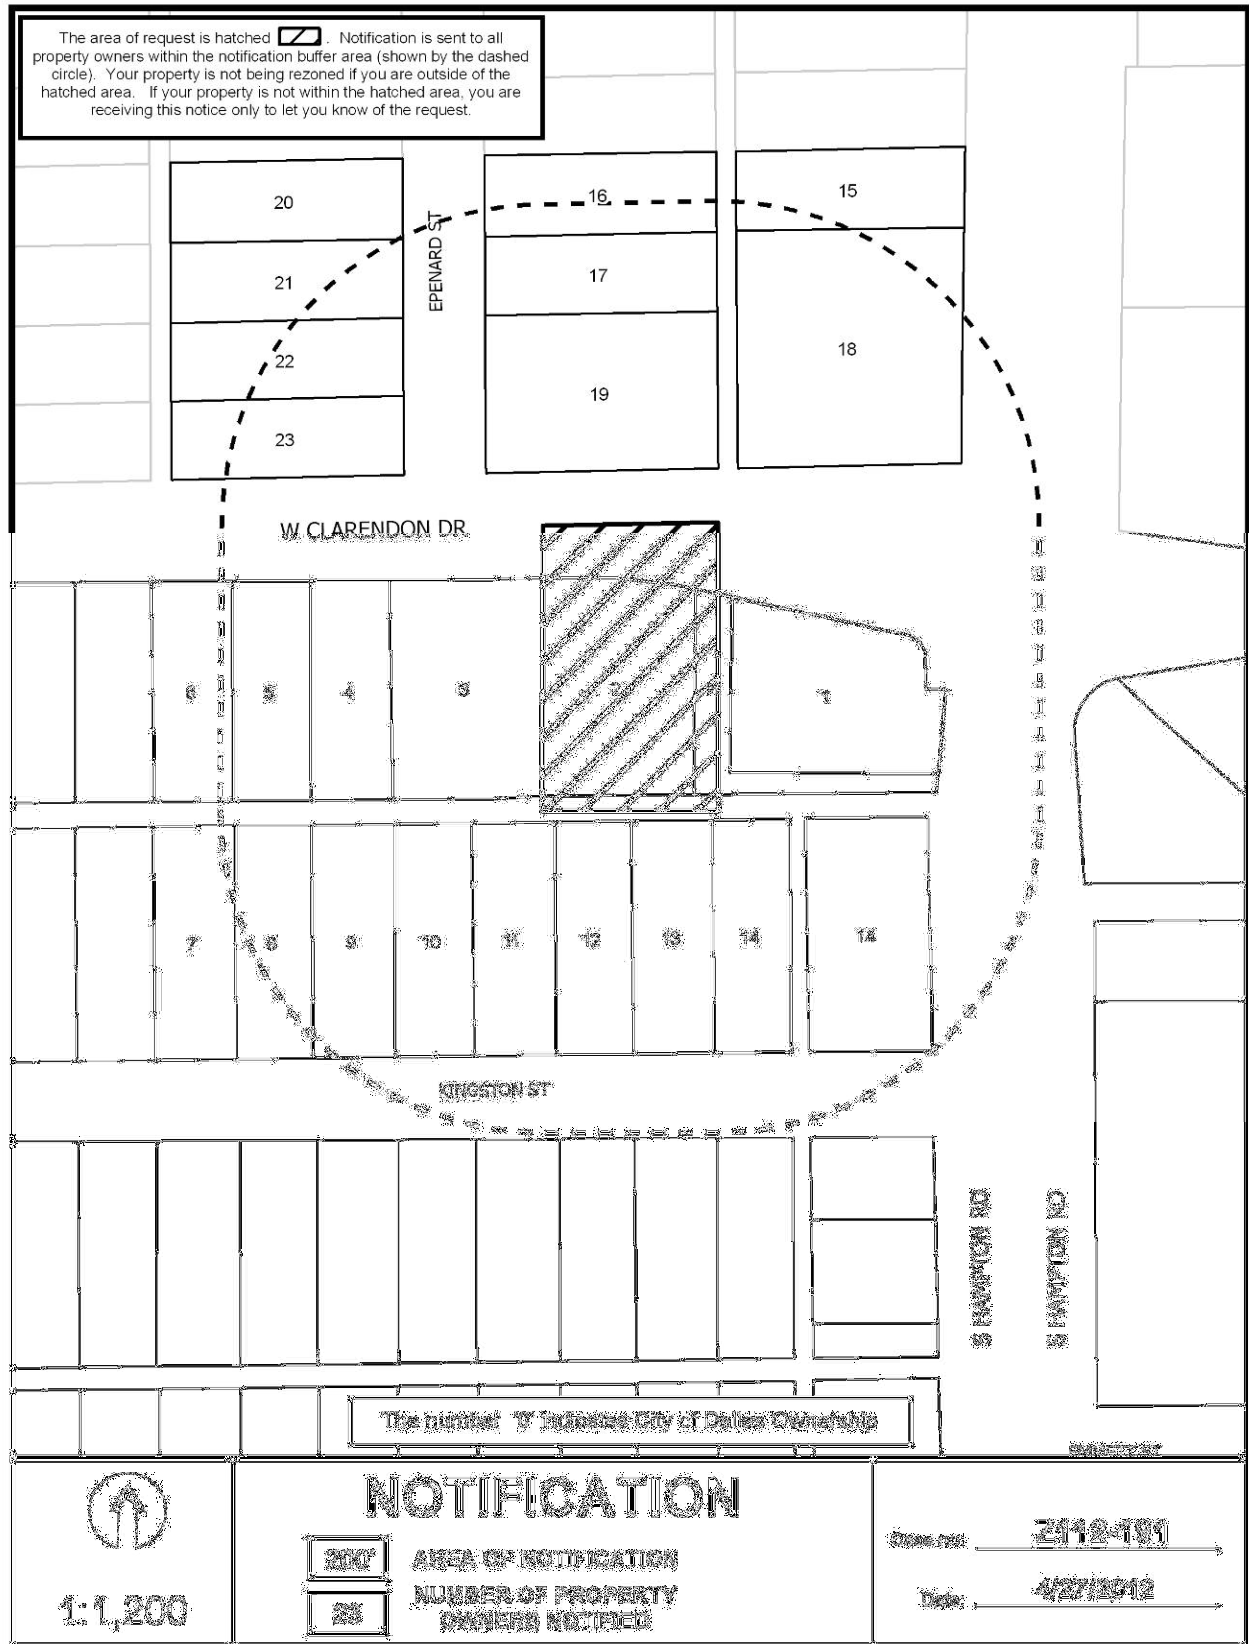 The area of request is hatched . Notification is sent to all
property owners within the notification buffer area (shown by the dashed
circle). Your property is not being rezoned if you are outside of the
hatched area. If your property is not within the hatched area, you are
receiving this notice only to let you know of the request.
20
16
15
EPENARD ST
21
17
22
18
19
23
W CLARENDON DR
6
5
4
3
1
7
8
9
10
11
12
13
14
14
KINGSTON ST
S HAMPTON RD
S HAMPTON RD
The number '0' indicates City of Dallas Ownership
NOTIFICATION
200'
AREA OF NOTIFICATION
NUMBER OF PROPERTY
OWNERS NOTIFIED
1:1,200
Case no:
Date:
4/27/2012